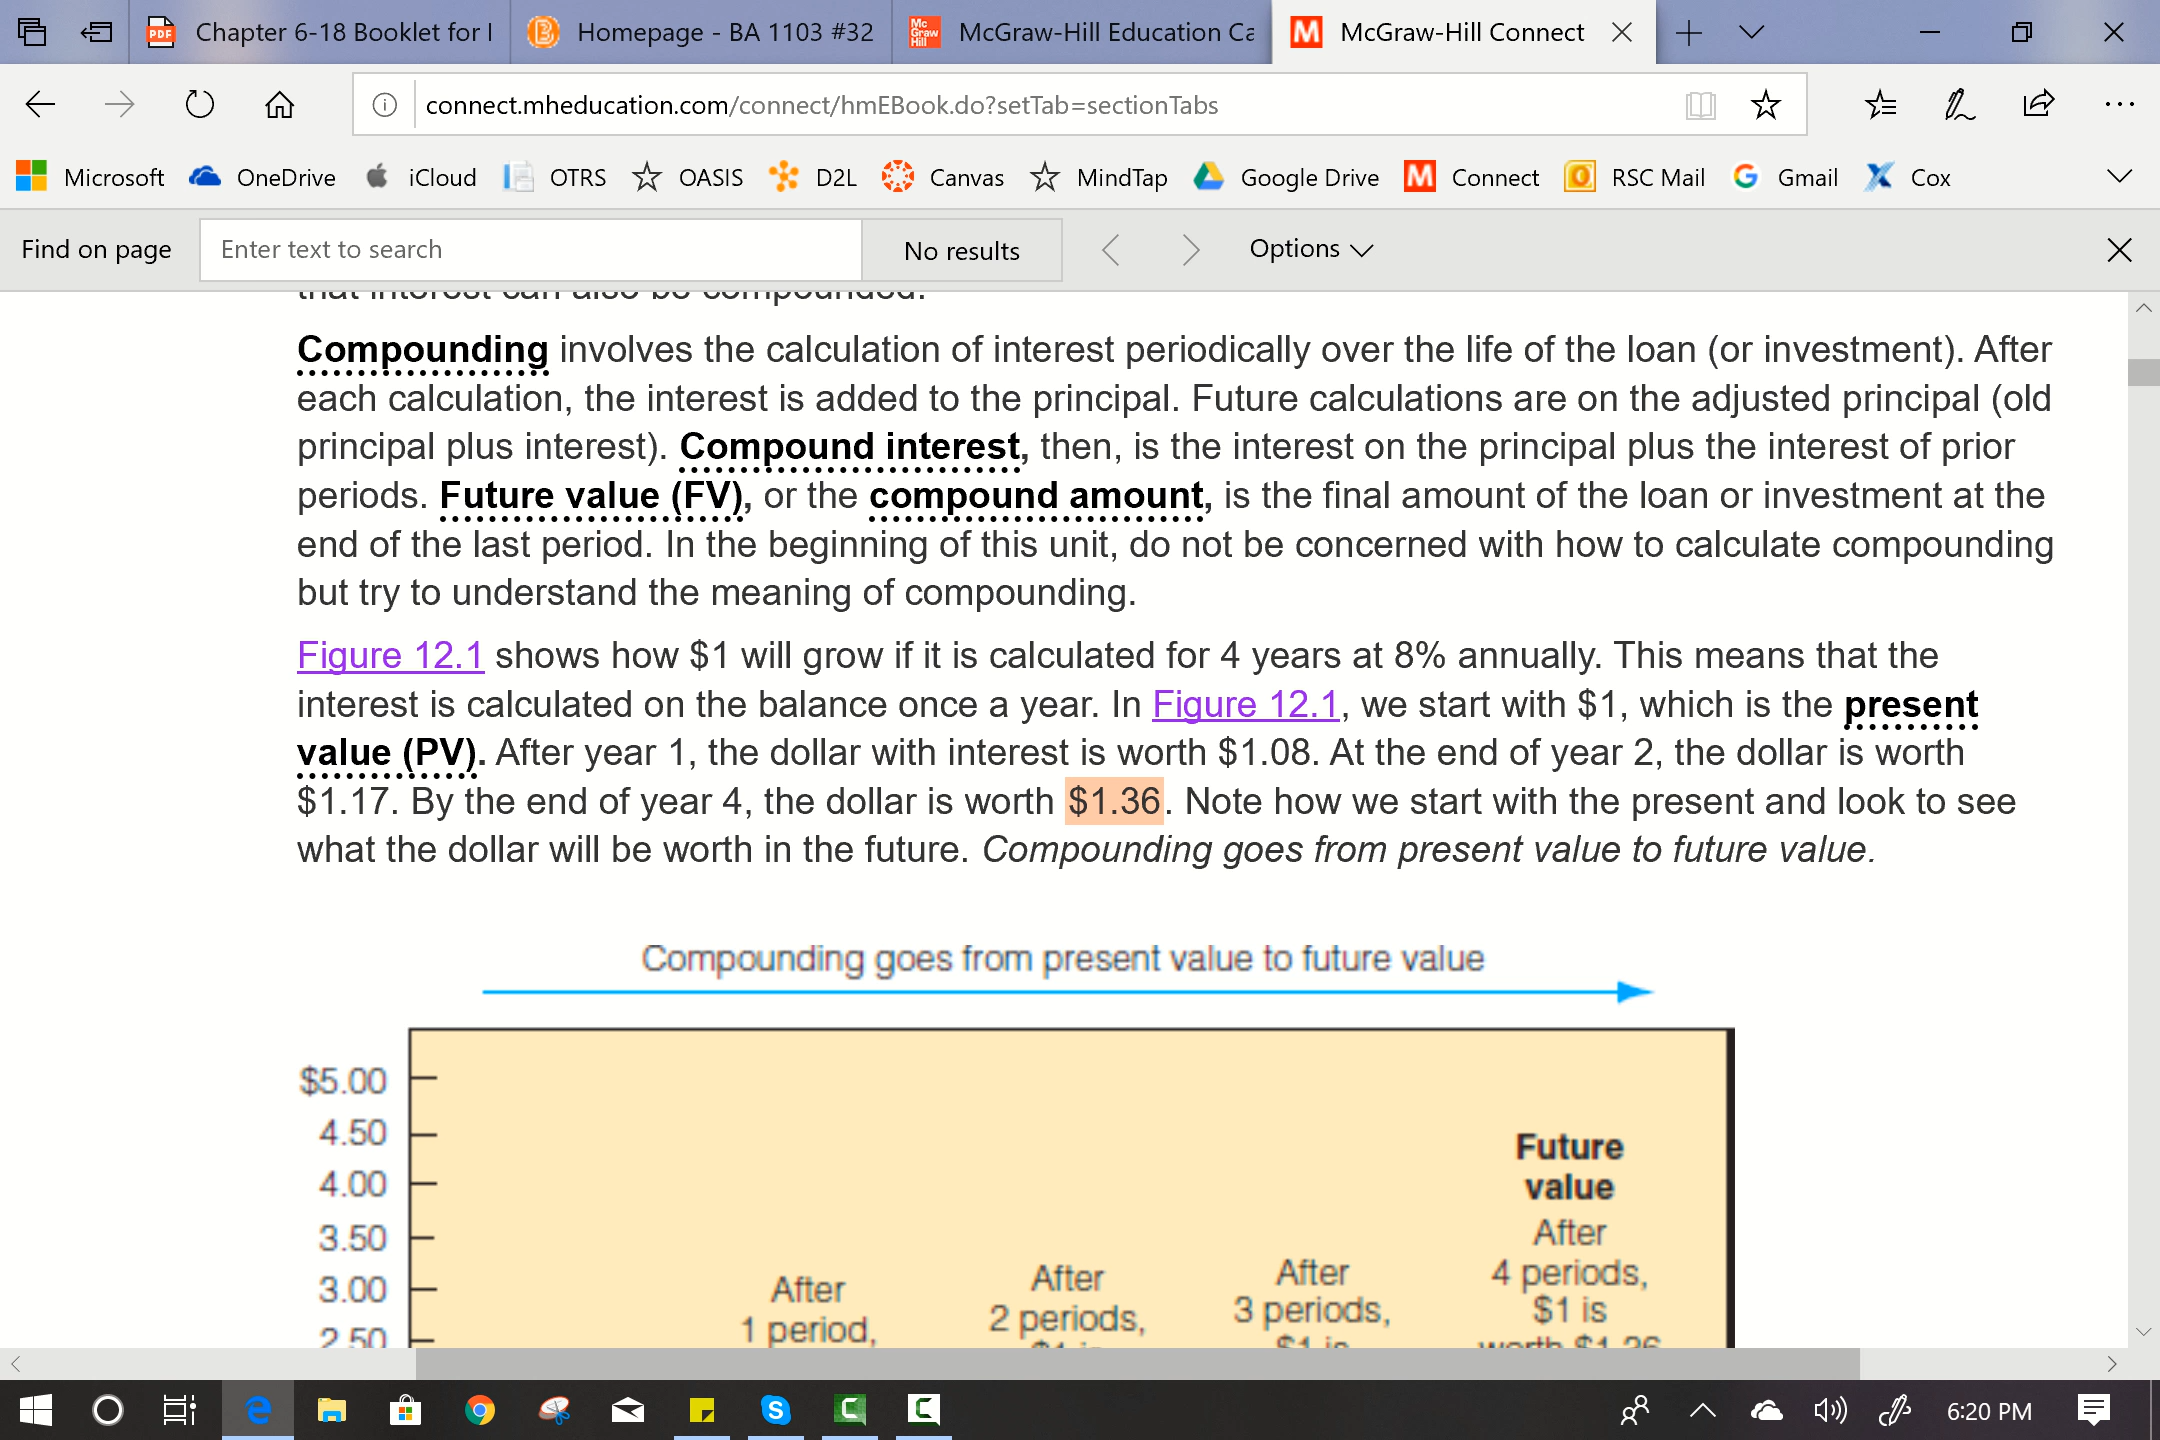 Chapter 6-18 Booklet for I
Homepage - BA 1103 #32
McGraw-Hill Education Ca
McGraw-Hill Connect
connect.mheducation.com/connect/hmEBook.do?setTab=sectionTabs
Microsoft OneDrive iCloud OTRS OASIS D2L Canvas MindTap Google Drive Connect RSC Mail Gmail Cox
Find on page Enter text to search No results Options
that interest can also be compounded.
Compounding involves the calculation of interest periodically over the life of the loan (or investment). After
each calculation, the interest is added to the principal. Future calculations are on the adjusted principal (old
principal plus interest). Compound interest, then, is the interest on the principal plus the interest of prior
periods. Future value (FV), or the compound amount, is the final amount of the loan or investment at the
end of the last period. In the beginning of this unit, do not be concerned with how to calculate compounding
but try to understand the meaning of compounding.
Figure 12.1 shows how $1 will grow if it is calculated for 4 years at 8% annually. This means that the
interest is calculated on the balance once a year. In Figure 12.1, we start with $1, which is the present
value (PV). After year 1, the dollar with interest is worth $1.08. At the end of year 2, the dollar is worth
$1.17. By the end of year 4, the dollar is worth $1.36. Note how we start with the present and look to see
what the dollar will be worth in the future. Compounding goes from present value to future value.
Compounding goes from present value to future value
$5.00
4.50
4.00
3.50
3.00
2.50
After
1 period,
After
2 periods,
$1 is
After
3 periods,
$1 is
Future
value
After
4 periods,
$1 is
worth $1.36
6:20 PM